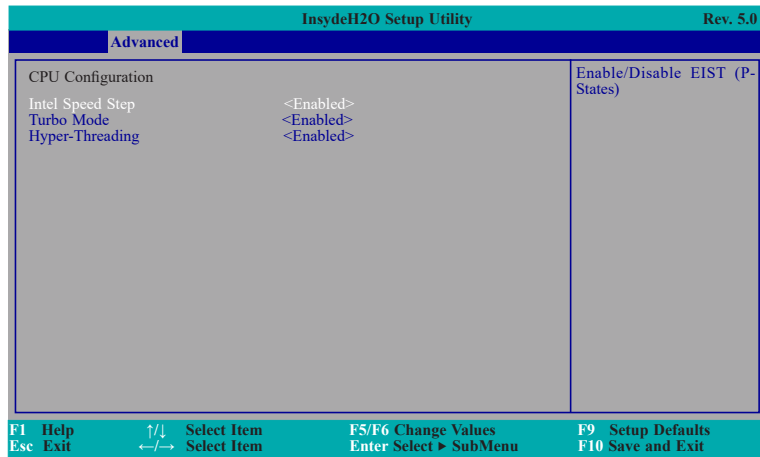 InsydeH2O Setup Utility Rev. 5.0
Advanced
CPU Configuration
Intel Speed Step <Enabled>
Turbo Mode <Enabled>
Hyper-Threading <Enabled>
Enable/Disable EIST (P-
States)
F1 Help ↑/↓ Select Item F5/F6 Change Values F9 Setup Defaults
Esc Exit ←/→ Select Item Enter Select ► SubMenu F10 Save and Exit